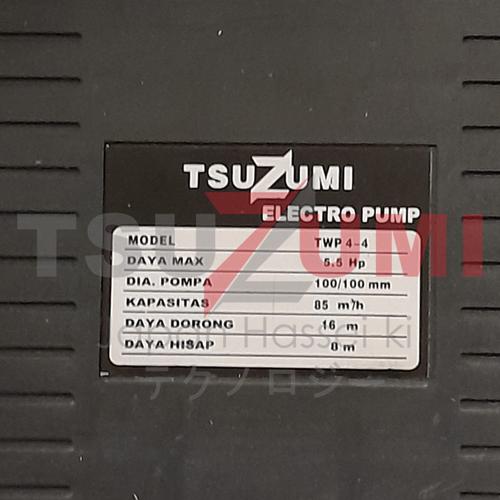 TSUZUMI
ELECTRO PUMP
MODEL TWP 4-4
DAYA MAX 5.5 Hp
DIA. POMPA 100/100 mm
KAPASITAS 85 m³/h
DAYA DORONG 16 m
DAYA HISAP 8 m
TSUZUMI
Japan Hassei ki
テクノロジー